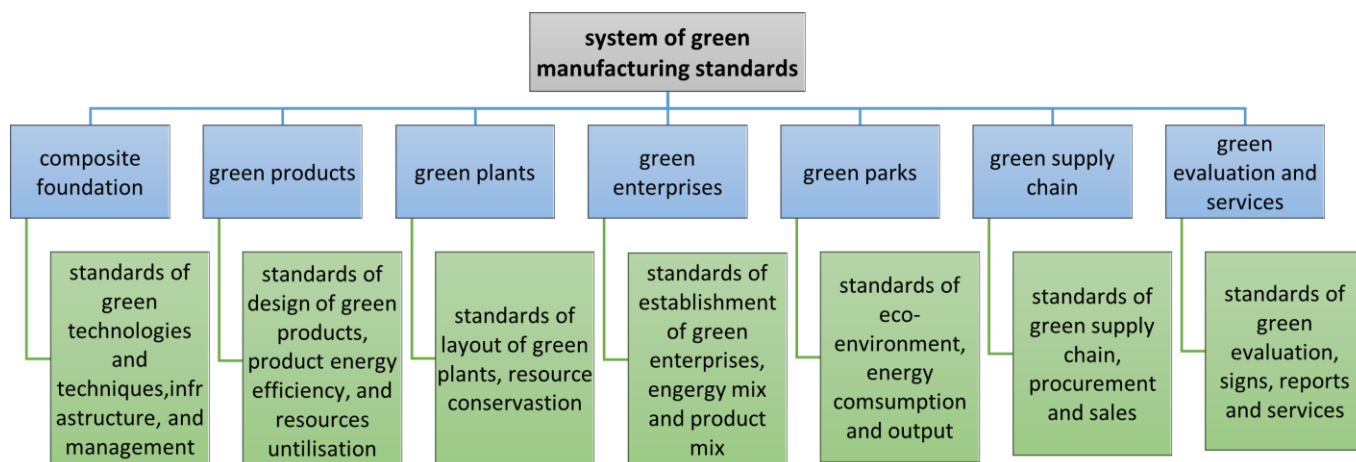 system of green
manufacturing standards
composite
foundation
green products
green plants
green
enterprises
green parks
green supply
chain
green
evaluation and
services
standards of
green
technologies
and
techniques,infr
astructure, and
management
standards of
design of green
products,
product energy
efficiency, and
resources
untilisation
standards of
layout of green
plants, resource
conservastion
standards of
establishment
of green
enterprises,
engergy mix
and product
mix
standards of
eco-
environment,
energy
comsumption
and output
standards of
green supply
chain,
procurement
and sales
standards of
green
evaluation,
signs, reports
and services